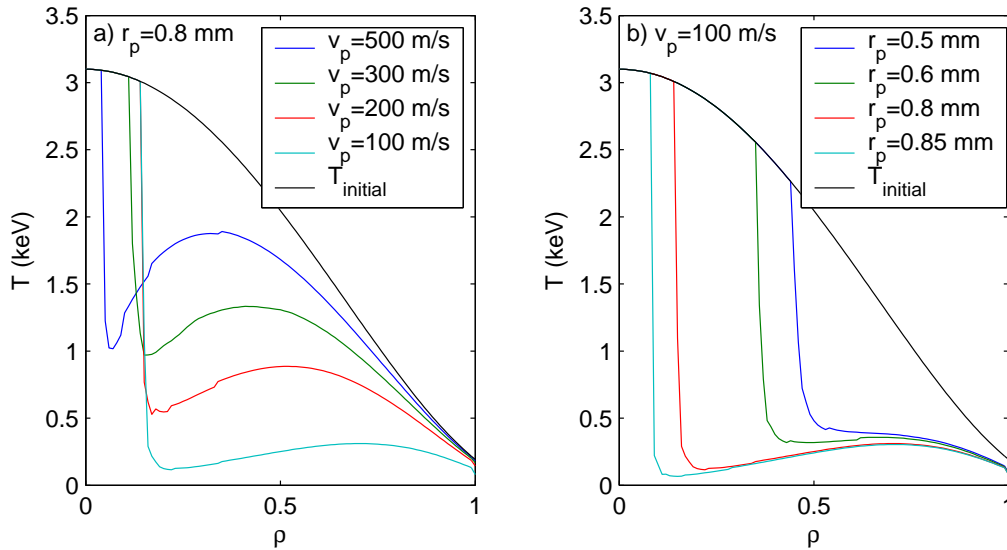 a) r_p=0.8 mm
v_p=500 m/s
v_p=300 m/s
v_p=200 m/s
v_p=100 m/s
T_initial
3.5
3
2.5
2
1.5
1
0.5
0
T (keV)
0
0.5
1
ρ
b) v_p=100 m/s
r_p=0.5 mm
r_p=0.6 mm
r_p=0.8 mm
r_p=0.85 mm
T_initial
3.5
3
2.5
2
1.5
1
0.5
0
T (keV)
0
0.5
1
ρ